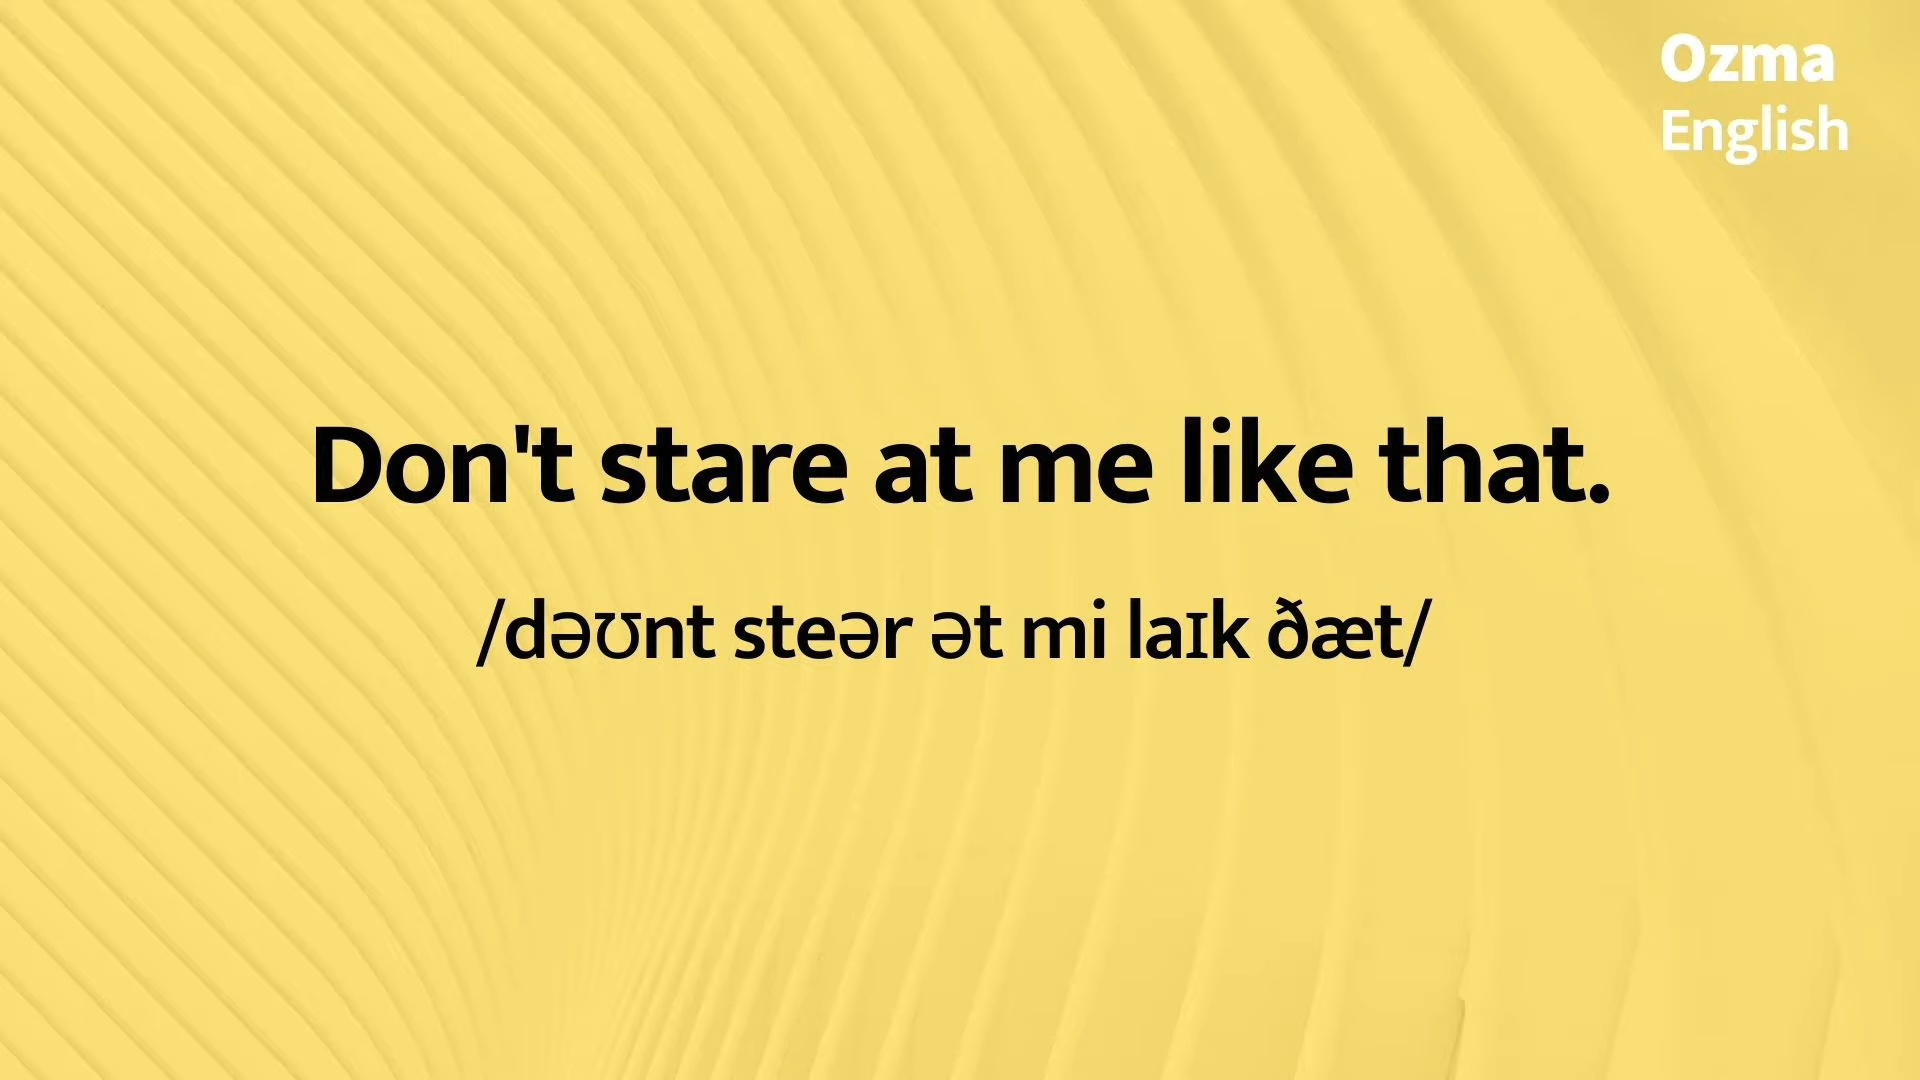 Ozma
English
Don't stare at me like that.
/dəʊnt steər ət mi laɪk ðæt/